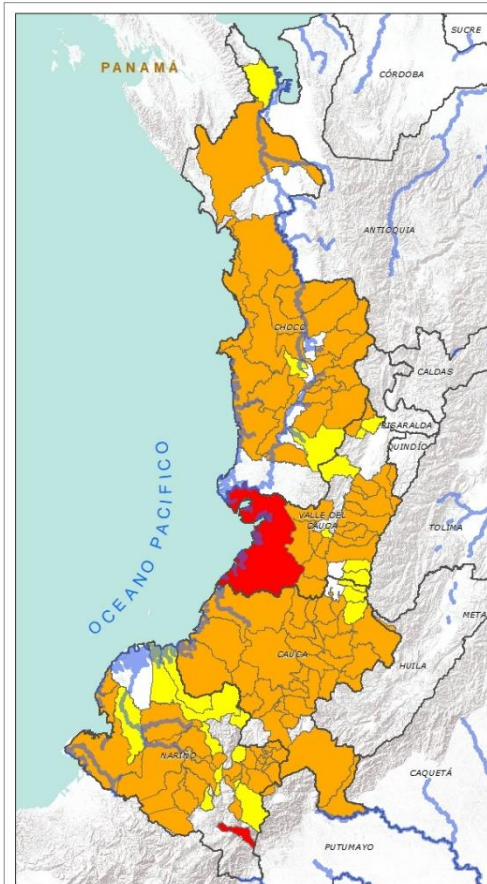 SUCRE
PANAMÁ
CÓRDOBA
ANTIOQUIA
CHOCÓ
CALDAS
RISARALDA
QUINDÍO
OCEANO PACIFICO
VALLE DEL
CAUCA
TOLIMA
META
CAUCA
HUILA
NARIÑO
CAQUETÁ
PUTUMAYO